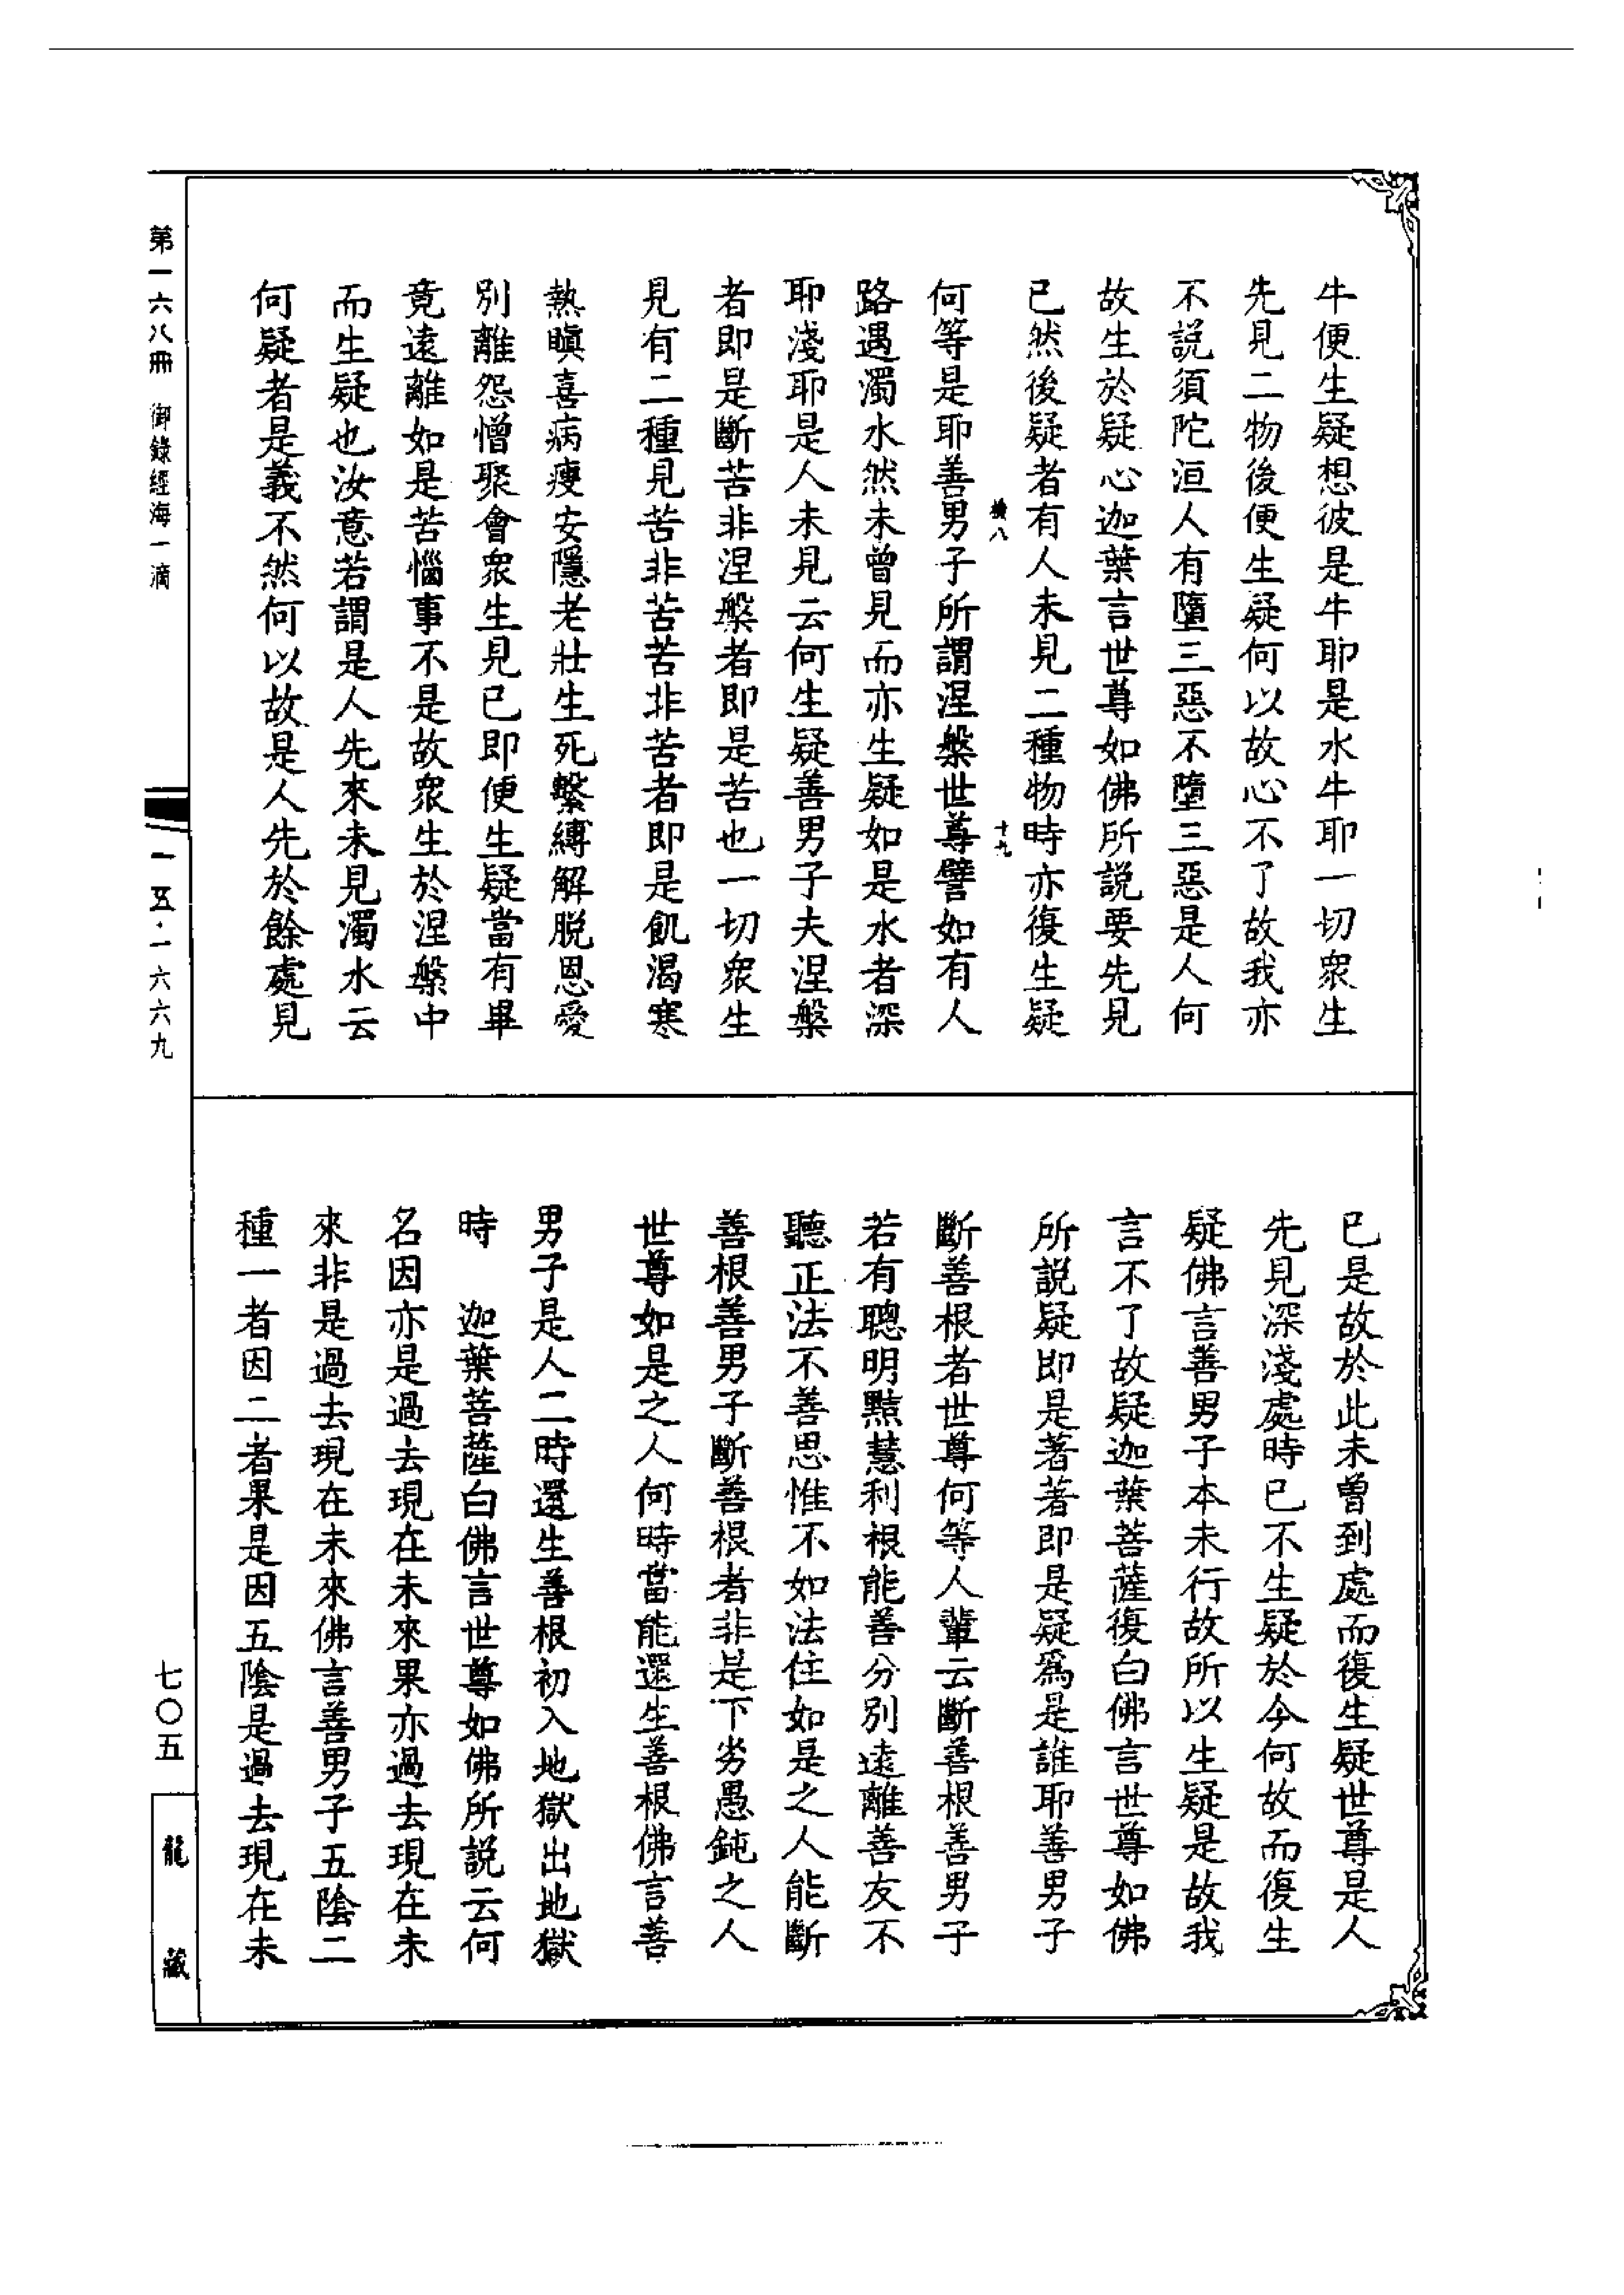 牛便生疑想彼是牛耶是水牛耶一切衆生
先見二物後便生疑何以故心不了故我亦
不說須陀洹人有墮三惡不墮三惡是人何
故生於疑心迦葉言世尊如佛所說要先見
已然後疑者有人未見二種物時亦復生疑
橫八 十九
何等是耶善男子所謂涅槃世尊譬如有人
路遇濁水然未曾見而亦生疑如是水者深
耶淺耶是人未見云何生疑善男子夫涅槃
者即是斷苦非涅槃者即是苦也一切衆生
見有二種見苦非苦苦非苦者即是飢渴寒
熱瞋喜病瘦安隱老壯生死繫縛解脫恩愛
別離怨憎聚會衆生見已即便生疑當有畢
竟遠離如是苦惱事不是故衆生於涅槃中
而生疑也汝意若謂是人先來未見濁水云
何疑者是義不然何以故是人先於餘處見
已是故於此未曾到處而復生疑世尊是人
先見深淺處時已不生疑於今何故而復生
疑佛言善男子本未行故所以生疑是故我
言不了故疑迦葉菩薩復白佛言世尊如佛
所說疑即是著著即是疑爲是誰耶善男子
斷善根者世尊何等人輩云斷善根善男子
若有聰明黠慧利根能善分別遠離善友不
聽正法不善思惟不如法住如是之人能斷
善根善男子斷善根者非是下劣愚鈍之人
世尊如是之人何時當能還生善根佛言善
男子是人二時還生善根初入地獄出地獄
時 迦葉菩薩白佛言世尊如佛所說云何
名因亦是過去現在未來果亦過去現在未
來非是過去現在未來佛言善男子五陰二
種一者因二者果是因五陰是過去現在未
第一六八冊 御錄經海一滴
一五·一六六九
七〇五
龍藏